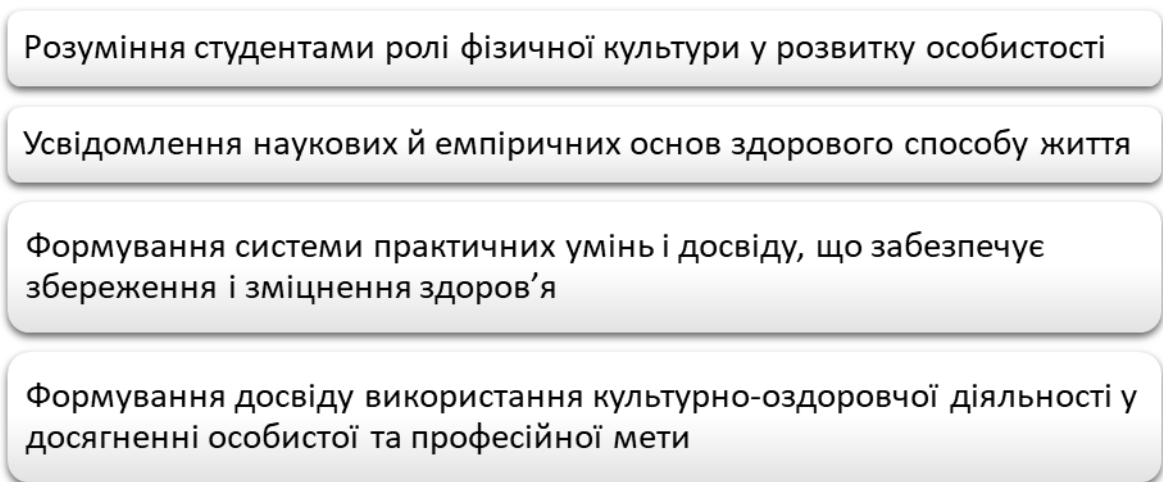 Розуміння студентами ролі фізичної культури у розвитку особистості
Усвідомлення наукових й емпіричних основ здорового способу життя
Формування системи практичних умінь і досвіду, що забезпечує
збереження і зміцнення здоров’я
Формування досвіду використання культурно-оздоровчої діяльності у
досягненні особистої та професійної мети